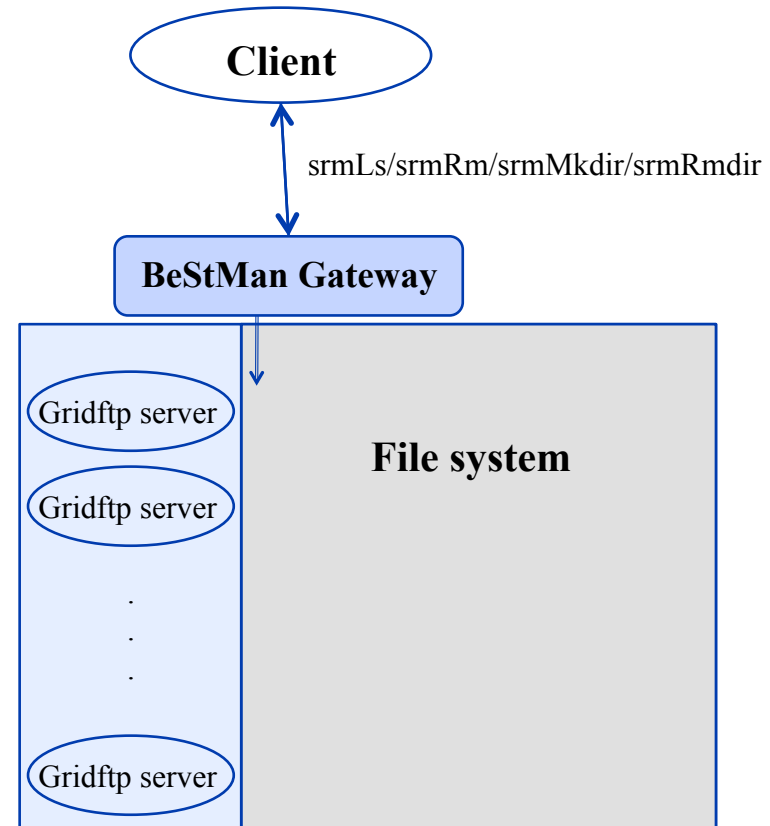 Client
srmLs/srmRm/srmMkdir/srmRmdir
BeStMan Gateway
Gridftp server
File system
Gridftp server
.
.
.
Gridftp server